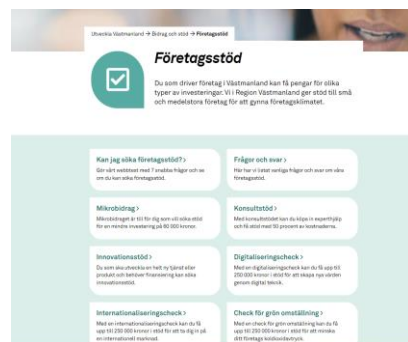 Utveckla Västmanland → Bidrag och stöd → Företagsstöd
Företagsstöd
Du som driver företag i Västmanland kan få pengar för olika
typer av investeringar. Vi i Region Västmanland ger stöd till små
och medelstora företag för att gynna företagsklimatet.
Kan jag söka företagsstöd? >
Gör vårt webbtest med 7 snabba frågor och se
om du kan söka företagsstöd.
Frågor och svar >
Här har vi listat vanliga frågor och svar om våra
företagsstöd.
Mikrobidrag >
Mikrobidraget är till för dig som vill söka stöd
för en mindre investering på 80 000 kronor.
Konsultstöd >
Med konsultstödet kan du köpa in experthjälp
och få stöd med 50 procent av kostnaderna.
Innovationsstöd >
Du som ska utveckla en helt ny tjänst eller
produkt och behöver finansiering kan söka
innovationsstöd.
Digitaliseringscheck >
Med en digitaliseringscheck kan du få upp till
250 000 kronor i stöd för att skapa nya värden
genom digital teknik.
Internationaliseringscheck >
Med en internationaliseringscheck kan du få
upp till 250 000 kronor i stöd för att ta dig in på
en internationell marknad.
Check för grön omställning >
Med en check för grön omställning kan du få
upp till 250 000 kronor i stöd för att minska
ditt företags koldioxidavtryck.